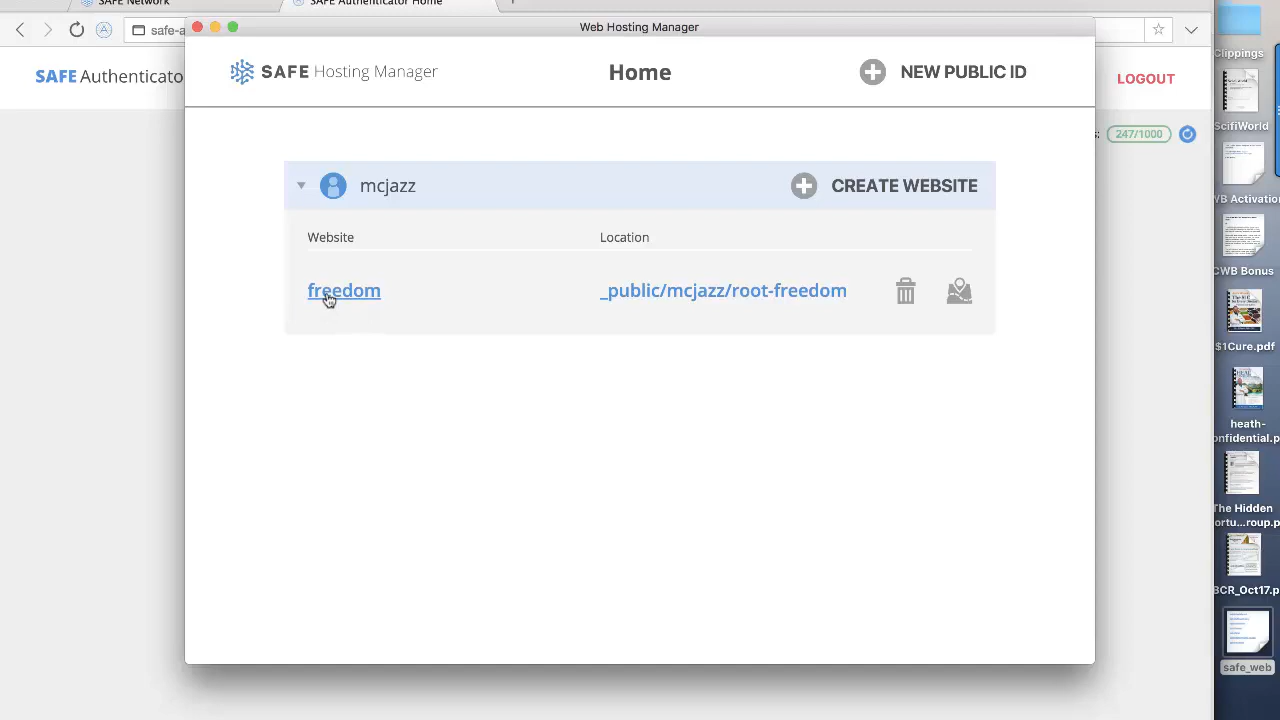 SAFE Network
SAFE Authenticator Home
Web Hosting Manager
safe-a
SAFE Authenticato
SAFE Hosting Manager
Home
NEW PUBLIC ID
LOGOUT
247/1000
mcjazz
CREATE WEBSITE
Website
Location
freedom
_public/mcjazz/root-freedom
Clippings
ScifiWorld
WB Activatio
CWB Bonus
$1Cure.pdf
heath-
onfidential.p
The Hidden
ortu...roup.p
BCR_Oct17.p
safe_web